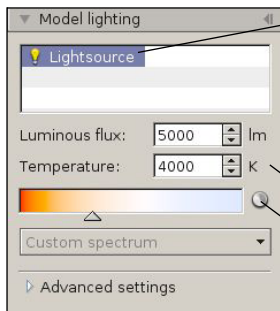 Model lighting
Lightsource
Luminous flux: 5000 lm
Temperature: 4000 K
Custom spectrum
Advanced settings